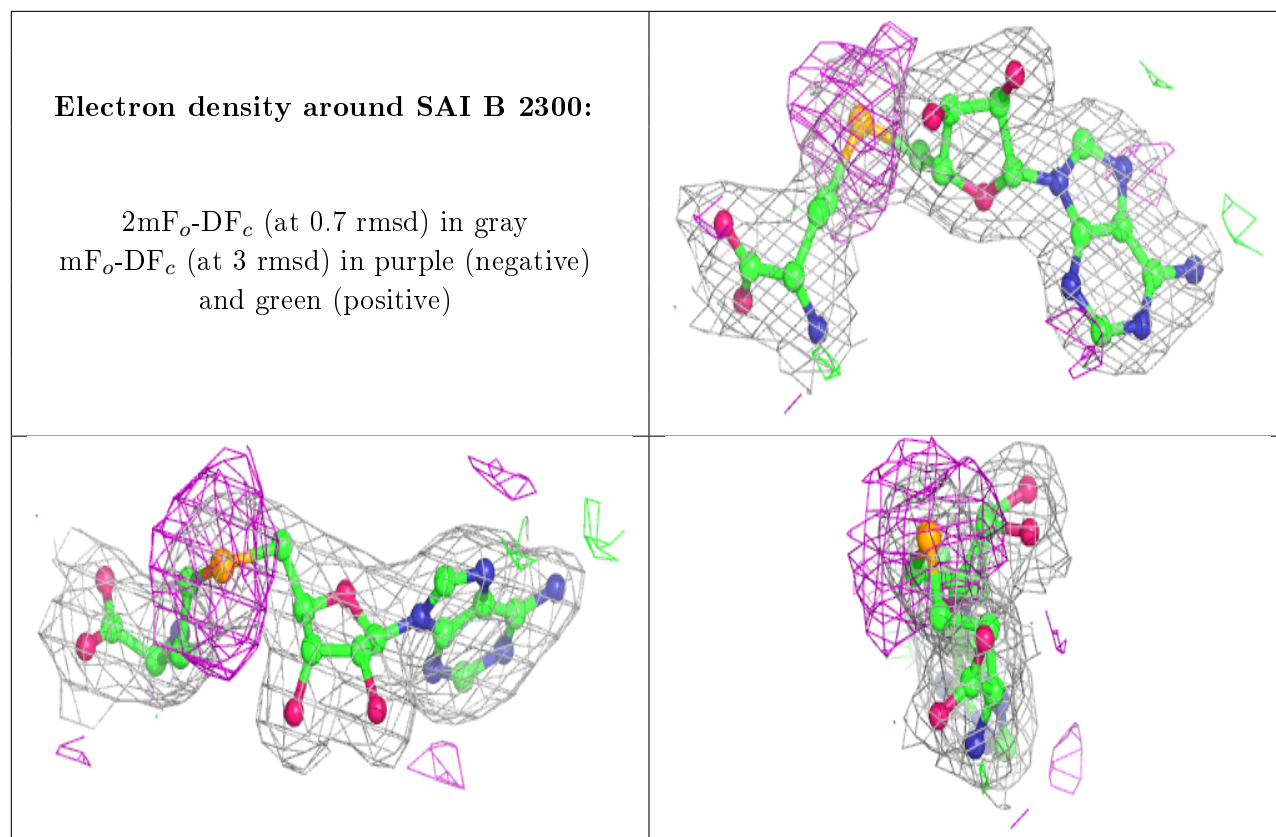 Electron density around SAI B 2300:
2mFo-DFc (at 0.7 rmsd) in gray
mFo-DFc (at 3 rmsd) in purple (negative)
and green (positive)